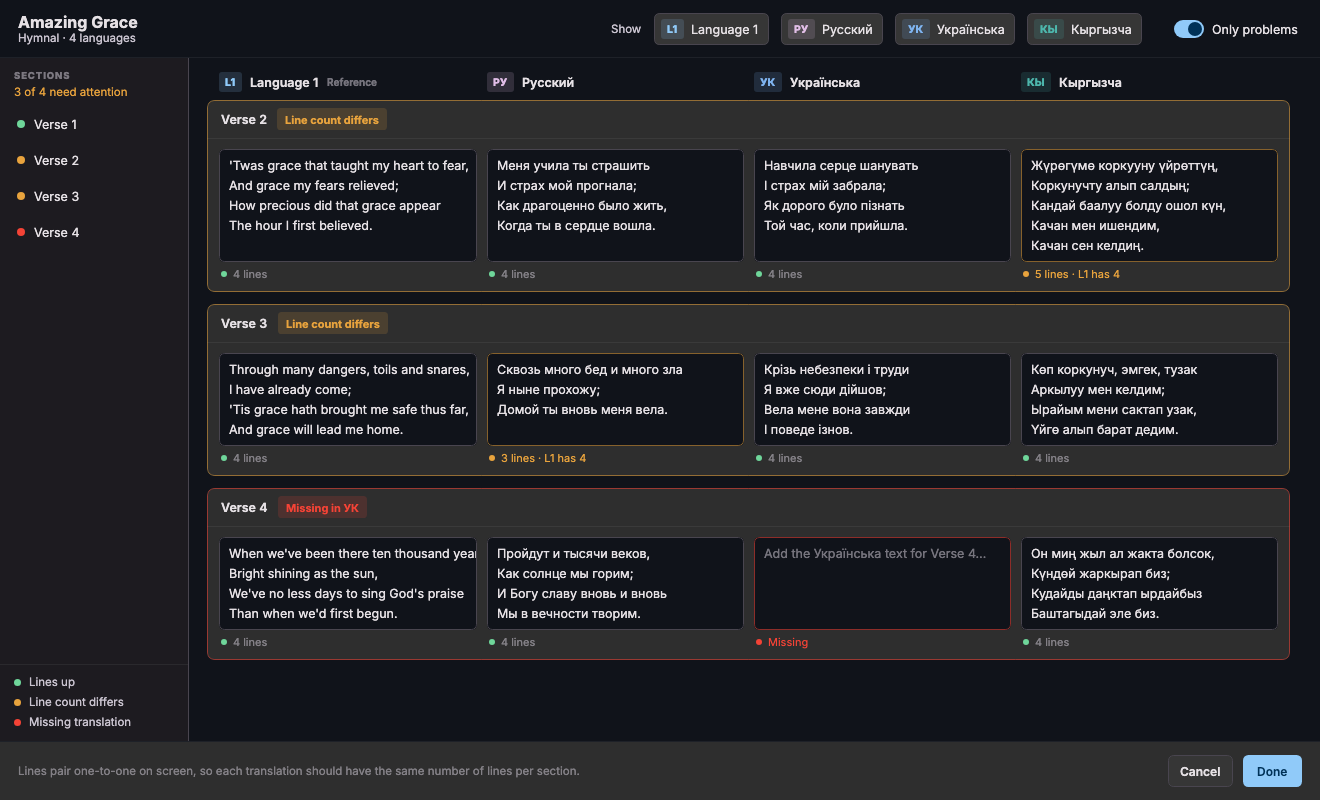 Amazing Grace
Hymnal · 4 languages
Show
L1 Language 1
РУ Русский
УК Українська
КЫ Кыргызча
Only problems
SECTIONS
3 of 4 need attention
Verse 1
Verse 2
Verse 3
Verse 4
Lines up
Line count differs
Missing translation
L1 Language 1 Reference
РУ Русский
УК Українська
КЫ Кыргызча
Verse 2 Line count differs
'Twas grace that taught my heart to fear,
And grace my fears relieved;
How precious did that grace appear
The hour I first believed.
4 lines
Меня учила ты страшить
И страх мой прогнала;
Как драгоценно было жить,
Когда ты в сердце вошла.
4 lines
Навчила серце шанувать
І страх мій забрала;
Як дорого було пізнать
Той час, коли прийшла.
4 lines
Жүрөгүмө коркууну үйрөттүң,
Коркунучту алып салдың;
Кандай баалуу болду ошол күн,
Качан мен ишендим,
Качан сен келдиң.
5 lines · L1 has 4
Verse 3 Line count differs
Through many dangers, toils and snares,
I have already come;
'Tis grace hath brought me safe thus far,
And grace will lead me home.
4 lines
Сквозь много бед и много зла
Я ныне прохожу;
Домой ты вновь меня вела.
3 lines · L1 has 4
Крізь небезпеки і труди
Я вже сюди дійшов;
Вела мене вона завжди
І поведе ізнов.
4 lines
Көп коркунуч, эмгек, тузак
Аркылуу мен келдим;
Ырайым мени сактап узак,
Үйгө алып барат дедим.
4 lines
Verse 4 Missing in УК
When we've been there ten thousand year
Bright shining as the sun,
We've no less days to sing God's praise
Than when we'd first begun.
4 lines
Пройдут и тысячи веков,
Как солнце мы горим;
И Богу славу вновь и вновь
Мы в вечности творим.
4 lines
Add the Українська text for Verse 4...
Missing
Он миң жыл ал жакта болсок,
Күндөй жаркырап биз;
Кудайды даңктап ырдайбыз
Баштагыдай эле биз.
4 lines
Lines pair one-to-one on screen, so each translation should have the same number of lines per section.
Cancel
Done